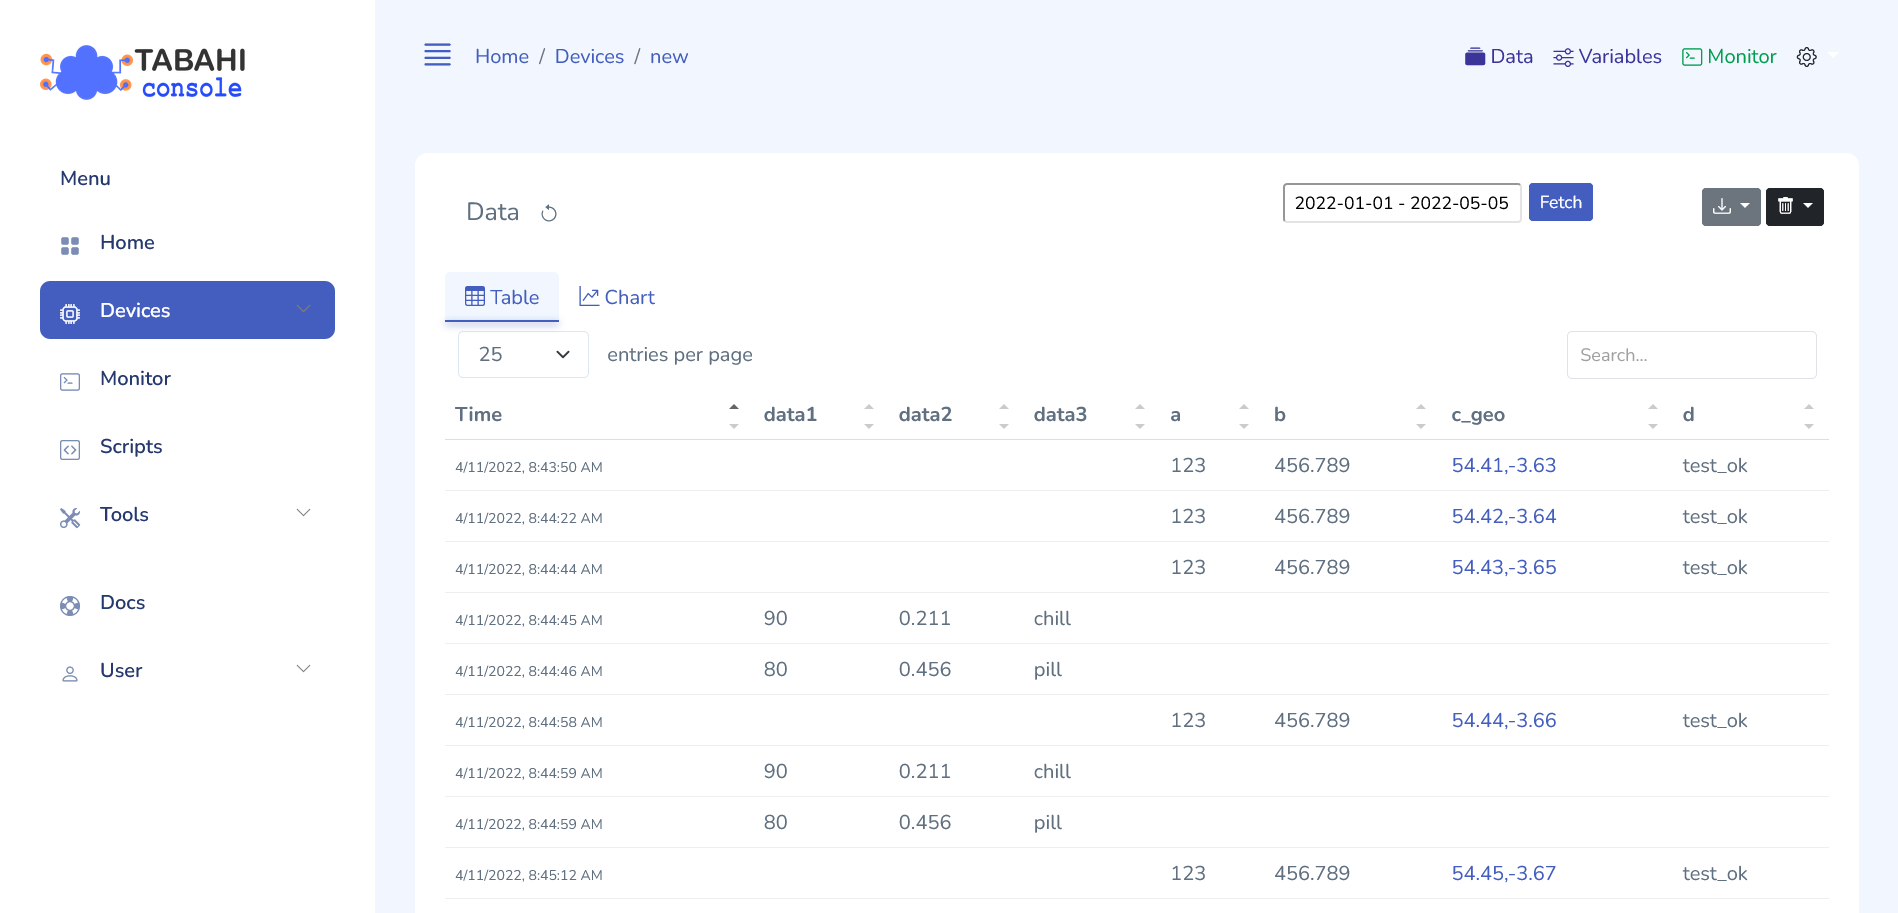 TABAHI
console
Menu
Home
Devices
Monitor
Scripts
Tools
Docs
User
Home / Devices / new
Data Variables Monitor
Data
2022-01-01 - 2022-05-05 Fetch
Table Chart
25 entries per page
Search...
Time data1 data2 data3 a b c_geo d
4/11/2022, 8:43:50 AM 123 456.789 54.41,-3.63 test_ok
4/11/2022, 8:44:22 AM 123 456.789 54.42,-3.64 test_ok
4/11/2022, 8:44:44 AM 123 456.789 54.43,-3.65 test_ok
4/11/2022, 8:44:45 AM 90 0.211 chill
4/11/2022, 8:44:46 AM 80 0.456 pill
4/11/2022, 8:44:58 AM 123 456.789 54.44,-3.66 test_ok
4/11/2022, 8:44:59 AM 90 0.211 chill
4/11/2022, 8:44:59 AM 80 0.456 pill
4/11/2022, 8:45:12 AM 123 456.789 54.45,-3.67 test_ok